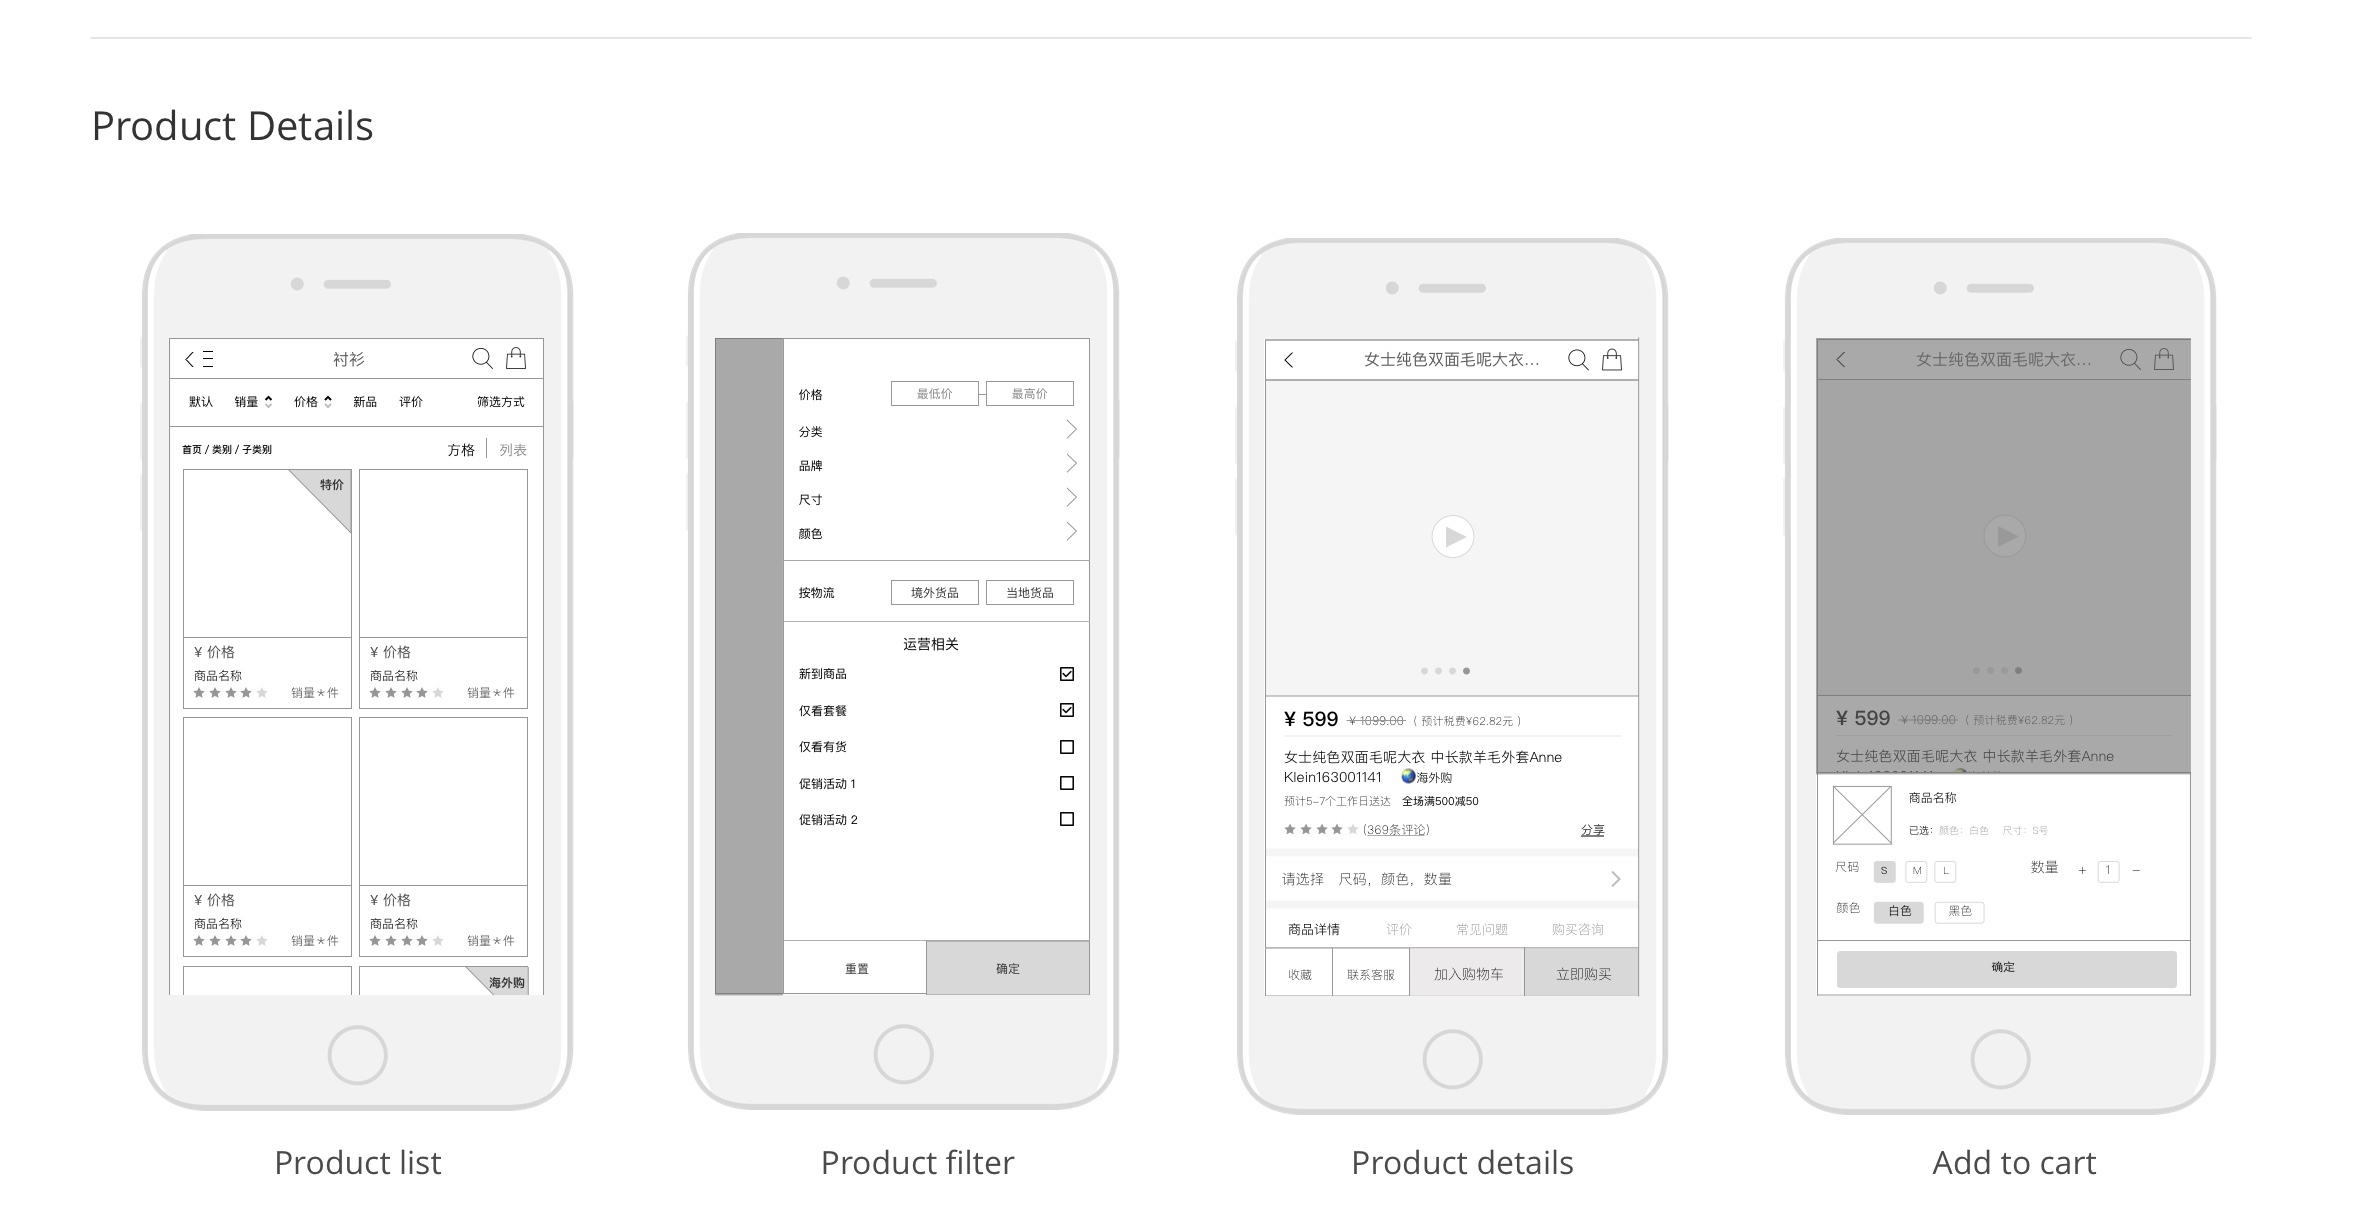 Product Details
衬衫
默认 销量 价格 新品 评价 筛选方式
首页 / 类别 / 子类别 方格 列表
特价
¥ 价格 ¥ 价格
商品名称 商品名称
销量*件 销量*件
¥ 价格 ¥ 价格
商品名称 商品名称
销量*件 销量*件
海外购
Product list
价格 最低价 最高价
分类
品牌
尺寸
颜色
按物流 境外货品 当地货品
运营相关
新到商品
仅看套餐
仅看有货
促销活动 1
促销活动 2
重置 确定
Product filter
女士纯色双面毛呢大衣...
¥ 599 ¥ 1099.00 ( 预计税费¥62.82元 )
女士纯色双面毛呢大衣 中长款羊毛外套Anne
Klein163001141 海外购
预计5-7个工作日送达 全场满500减50
(369条评论) 分享
请选择 尺码, 颜色, 数量
商品详情 评价 常见问题 购买咨询
收藏 联系客服 加入购物车 立即购买
Product details
女士纯色双面毛呢大衣...
¥ 599 ¥ 1099.00 ( 预计税费¥62.82元 )
女士纯色双面毛呢大衣 中长款羊毛外套Anne
商品名称
已选: 颜色: 白色 尺寸: S号
尺码 S M L 数量 + 1 −
颜色 白色 黑色
确定
Add to cart